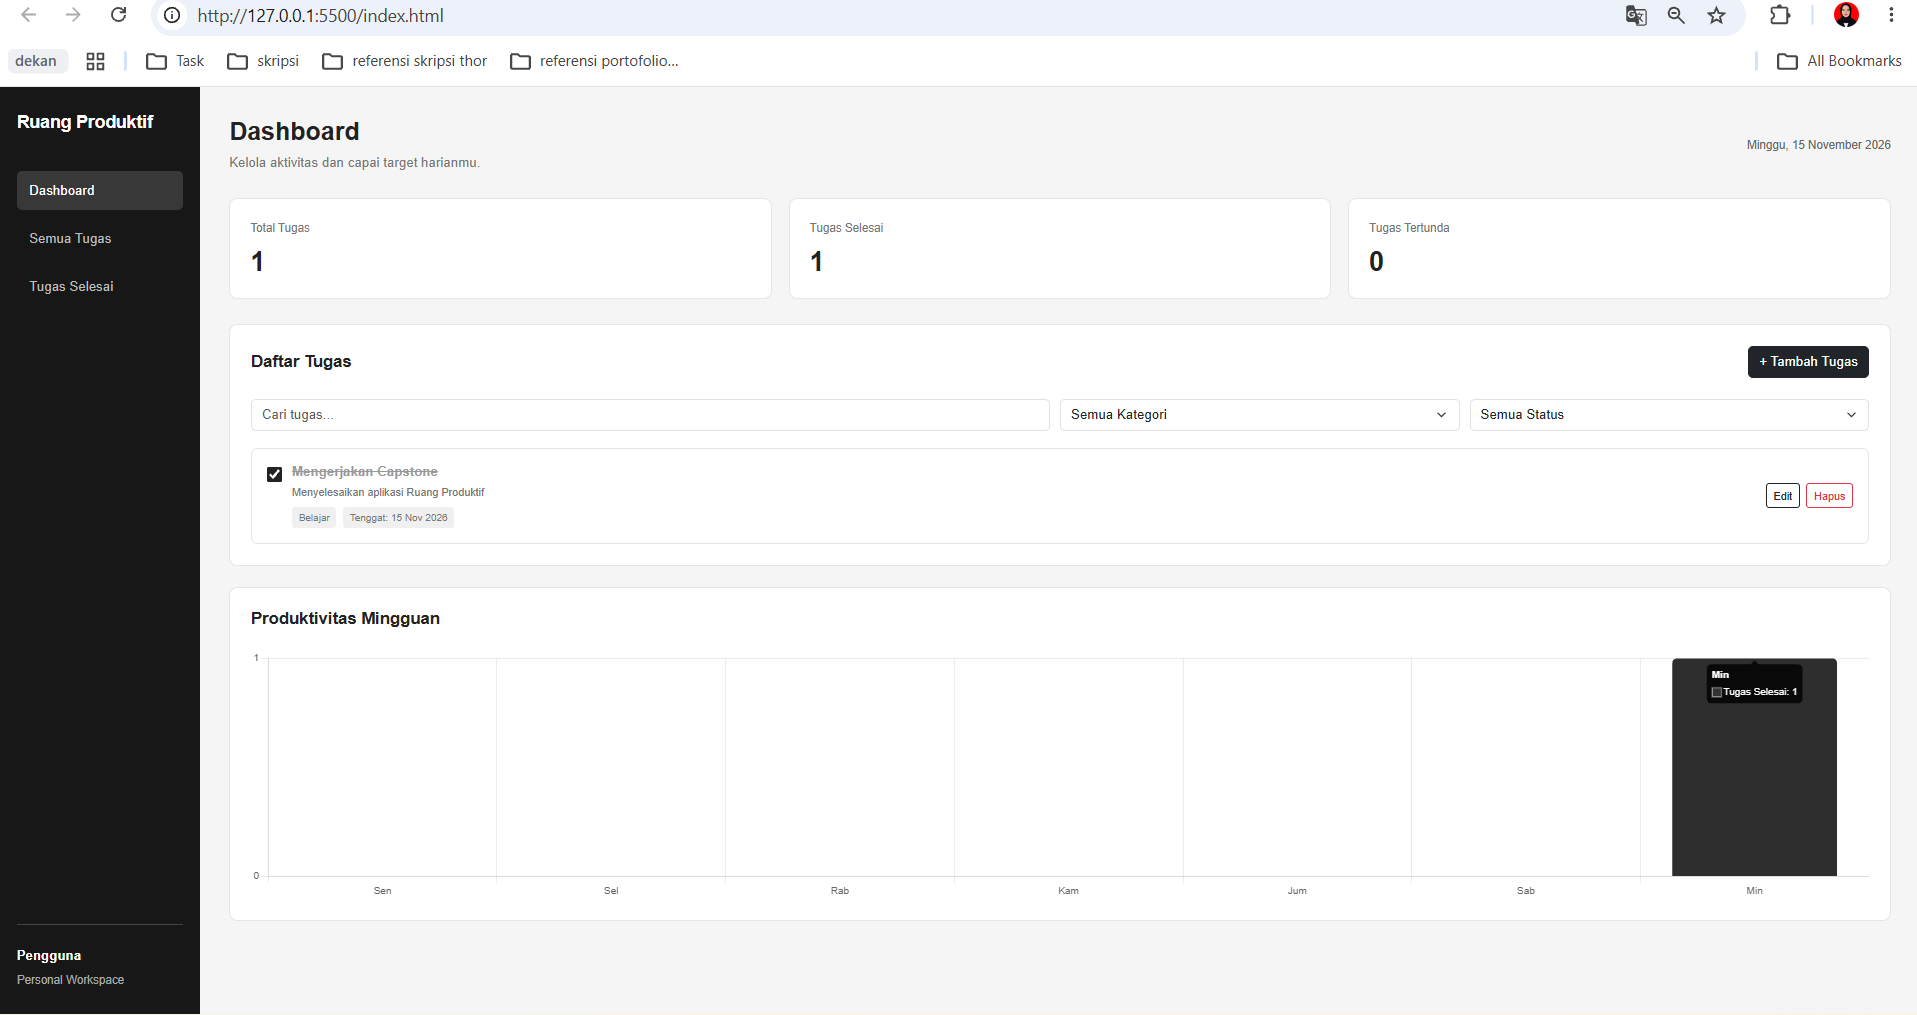 http://127.0.0.1:5500/index.html
dekan
Task
skripsi
referensi skripsi thor
referensi portofolio...
All Bookmarks
Ruang Produktif
Dashboard
Semua Tugas
Tugas Selesai
Pengguna
Personal Workspace
Dashboard
Kelola aktivitas dan capai target harianmu.
Minggu, 15 November 2026
Total Tugas
1
Tugas Selesai
1
Tugas Tertunda
0
Daftar Tugas
+ Tambah Tugas
Cari tugas...
Semua Kategori
Semua Status
Mengerjakan Capstone
Menyelesaikan aplikasi Ruang Produktif
Belajar
Tenggat: 15 Nov 2026
Edit
Hapus
Produktivitas Mingguan
1
Min
Tugas Selesai: 1
0
Sen
Sel
Rab
Kam
Jum
Sab
Min